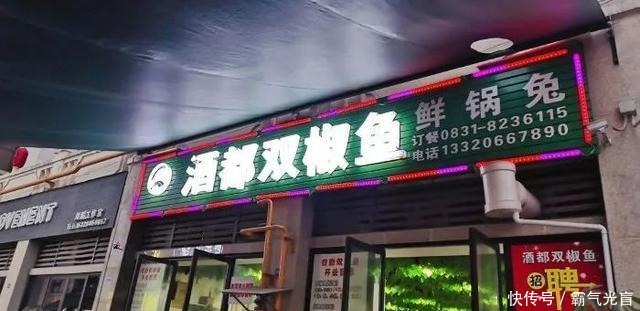 酒都双椒鱼
鲜锅兔
订餐0831-8236115
电话13320667890
OVEMENT
酒都双椒鱼
招聘
快传号/霸气光盲